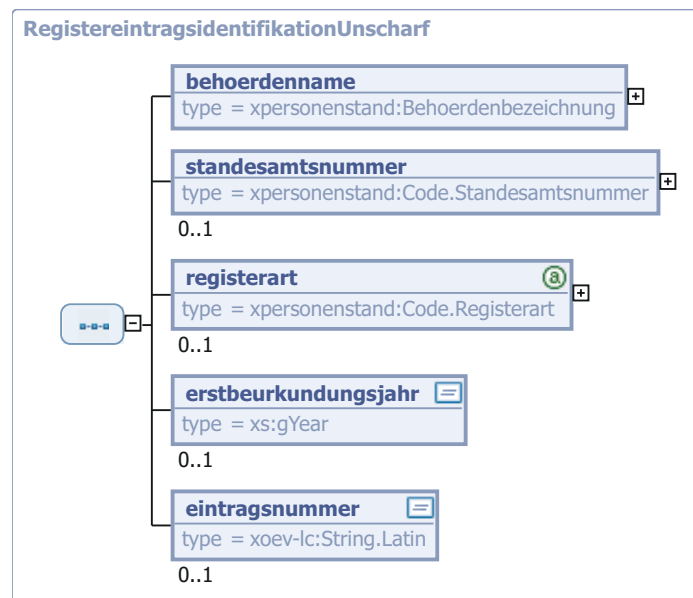 RegistereintragsidentifikationUnscharf
behoerdenname
type = xpersonenstand:Behoerdenbezeichnung
standesamtsnummer
type = xpersonenstand:Code.Standesamtsnummer
0..1
registerart
type = xpersonenstand:Code.Registerart
0..1
erstbeurkundungsjahr
type = xs:gYear
0..1
eintragsnummer
type = xoev-lc:String.Latin
0..1